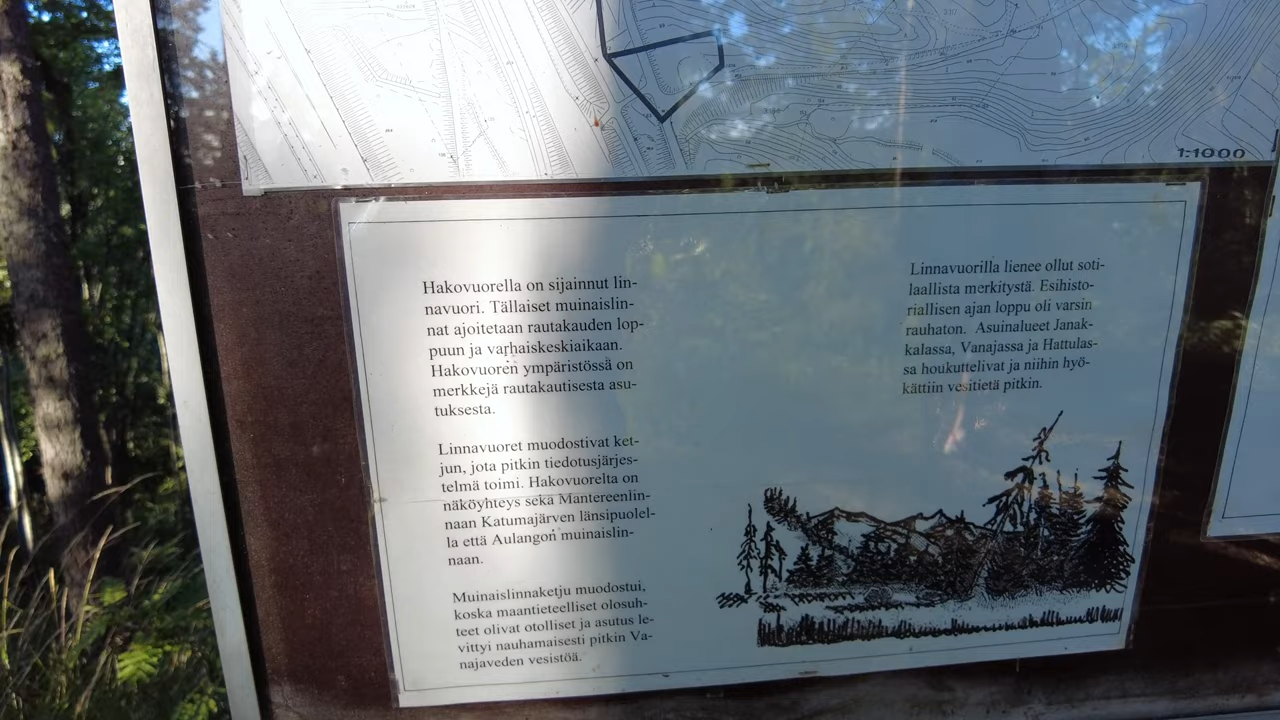 1:1000
Hakovuorella on sijainnut lin-
navuori. Tällaiset muinaislin-
nat ajoitetaan rautakauden lop-
puun ja varhaiskeskiaikaan.
Hakovuoren ympäristössä on
merkkejä rautakautisesta asu-
tuksesta.
Linnavuoret muodostivat ket-
jun, jota pitkin tiedotusjärjes-
telmä toimi. Hakovuorelta on
näköyhteys sekä Mantereenlin-
naan Katumajärven länsipuolel-
la että Aulangon muinaislin-
naan.
Muinaislinnaketju muodostui,
koska maantieteelliset olosuh-
teet olivat otolliset ja asutus le-
vittyi nauhamaisesti pitkin Va-
najaveden vesistöä.
Linnavuorilla lienee ollut soti-
laallista merkitystä. Esihisto-
riallisen ajan loppu oli varsin
rauhaton. Asuinalueet Janak-
kalassa, Vanajassa ja Hattulas-
sa houkuttelivat ja niihin hyö-
kättiin vesitietä pitkin.